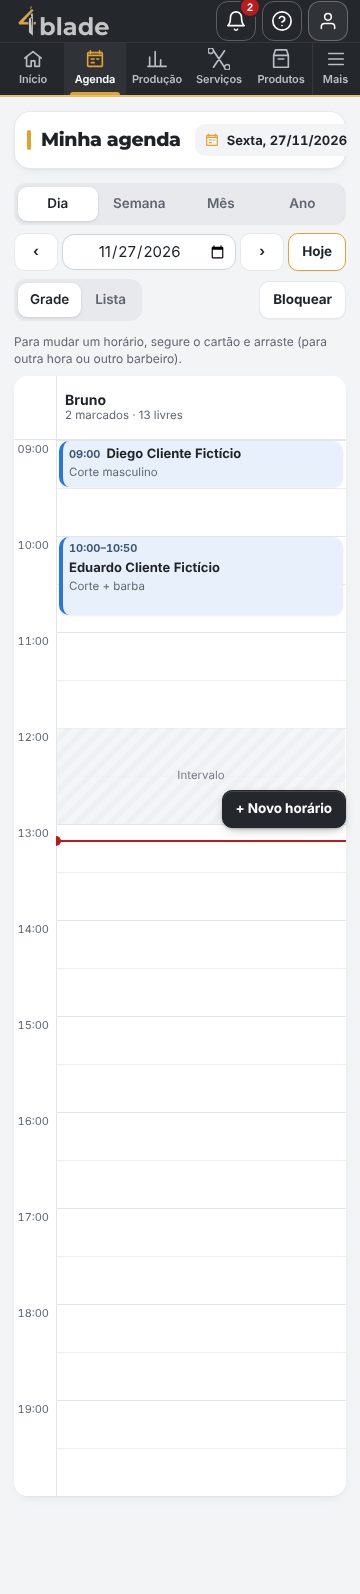 4blade
2
Início
Agenda
Produção
Serviços
Produtos
Mais
Minha agenda
Sexta, 27/11/2026
Dia
Semana
Mês
Ano
‹
11/27/2026
›
Hoje
Grade
Lista
Bloquear
Para mudar um horário, segure o cartão e arraste (para
outra hora ou outro barbeiro).
Bruno
2 marcados · 13 livres
09:00
09:00 Diego Cliente Fictício
Corte masculino
10:00
10:00–10:50
Eduardo Cliente Fictício
Corte + barba
11:00
12:00
Intervalo
+ Novo horário
13:00
14:00
15:00
16:00
17:00
18:00
19:00